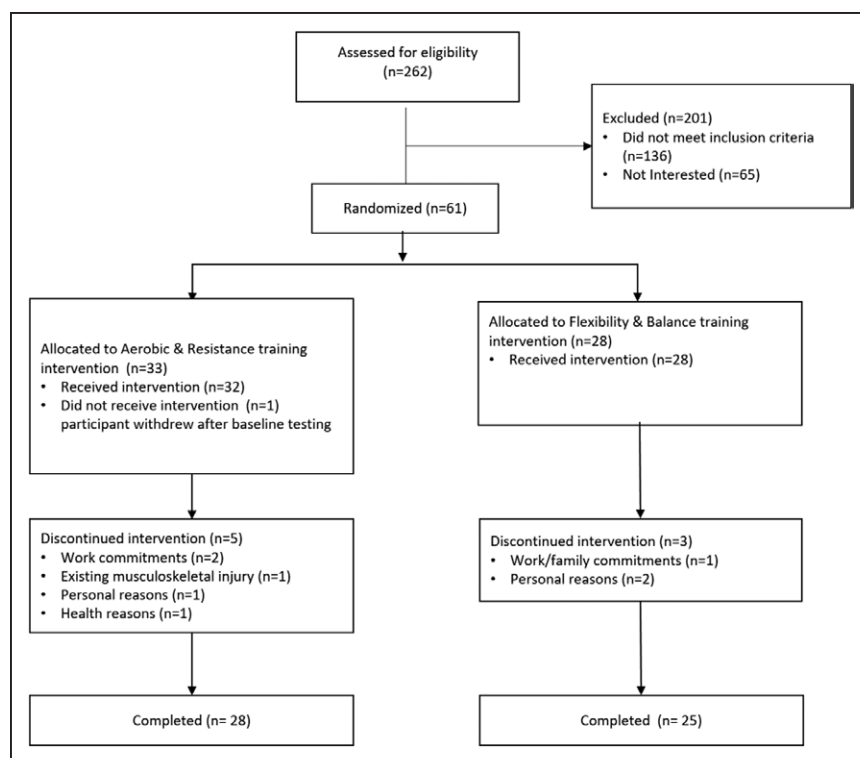 Assessed for eligibility
(n=262)
Excluded (n=201)
• Did not meet inclusion criteria
(n=136)
• Not Interested (n=65)
Randomized (n=61)
Allocated to Aerobic & Resistance training
intervention (n=33)
• Received intervention (n=32)
• Did not receive intervention (n=1)
participant withdrew after baseline testing
Allocated to Flexibility & Balance training
intervention (n=28)
• Received intervention (n=28)
Discontinued intervention (n=5)
• Work commitments (n=2)
• Existing musculoskeletal injury (n=1)
• Personal reasons (n=1)
• Health reasons (n=1)
Discontinued intervention (n=3)
• Work/family commitments (n=1)
• Personal reasons (n=2)
Completed (n= 28)
Completed (n = 25)